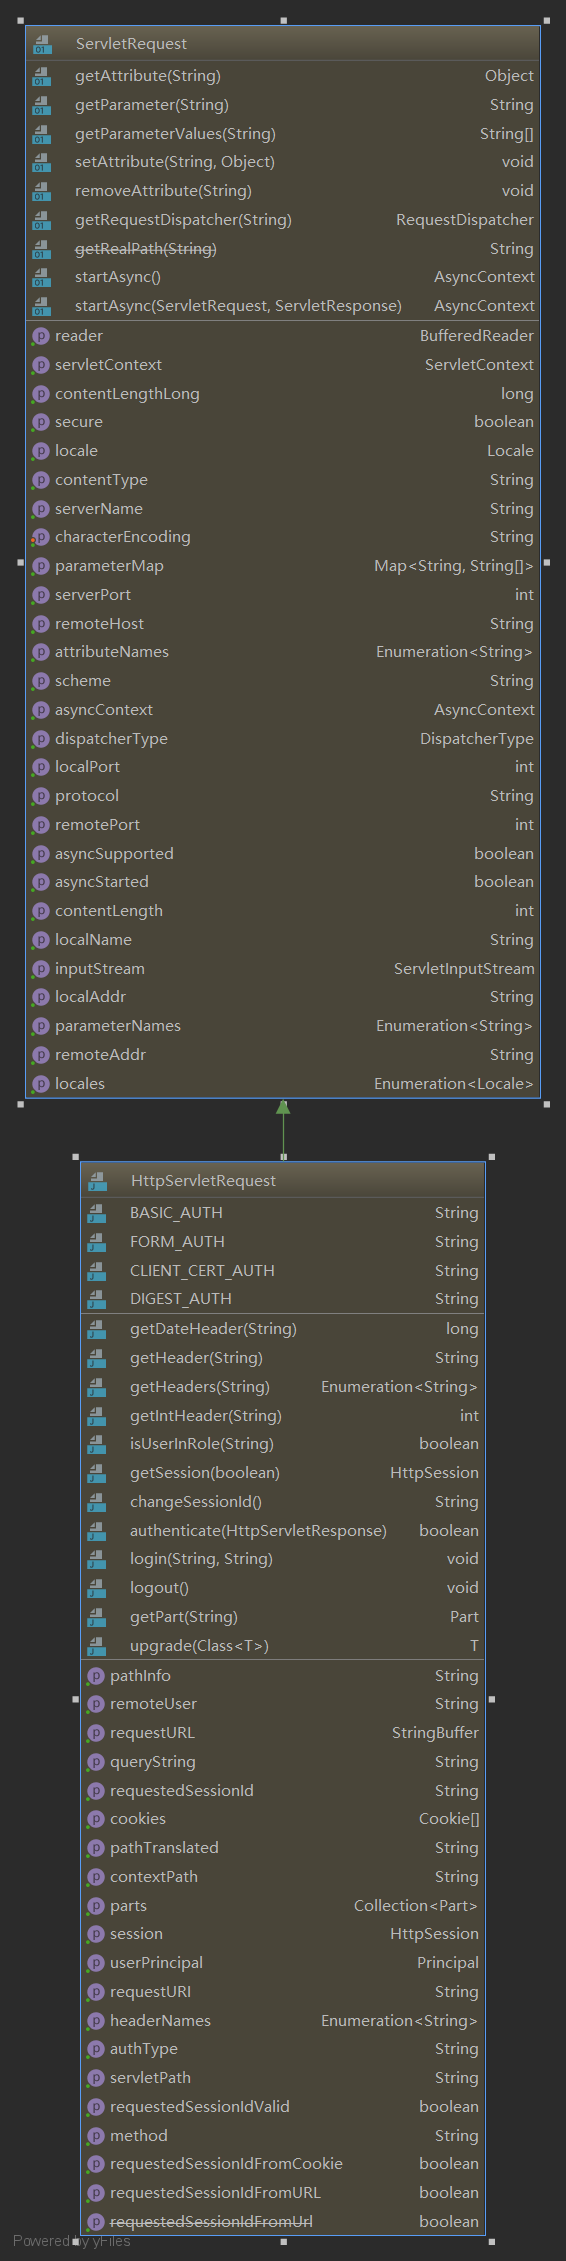 ServletRequest
getAttribute(String) Object
getParameter(String) String
getParameterValues(String) String[]
setAttribute(String, Object) void
removeAttribute(String) void
getRequestDispatcher(String) RequestDispatcher
getRealPath(String) String
startAsync() AsyncContext
startAsync(ServletRequest, ServletResponse) AsyncContext
reader BufferedReader
servletContext ServletContext
contentLengthLong long
secure boolean
locale Locale
contentType String
serverName String
characterEncoding String
parameterMap Map<String, String[]>
serverPort int
remoteHost String
attributeNames Enumeration<String>
scheme String
asyncContext AsyncContext
dispatcherType DispatcherType
localPort int
protocol String
remotePort int
asyncSupported boolean
asyncStarted boolean
contentLength int
localName String
inputStream ServletInputStream
localAddr String
parameterNames Enumeration<String>
remoteAddr String
locales Enumeration<Locale>
HttpServletRequest
BASIC_AUTH String
FORM_AUTH String
CLIENT_CERT_AUTH String
DIGEST_AUTH String
getDateHeader(String) long
getHeader(String) String
getHeaders(String) Enumeration<String>
getIntHeader(String) int
isUserInRole(String) boolean
getSession(boolean) HttpSession
changeSessionId() String
authenticate(HttpServletResponse) boolean
login(String, String) void
logout() void
getPart(String) Part
upgrade(Class<T>) T
pathInfo String
remoteUser String
requestURL StringBuffer
queryString String
requestedSessionId String
cookies Cookie[]
pathTranslated String
contextPath String
parts Collection<Part>
session HttpSession
userPrincipal Principal
requestURI String
headerNames Enumeration<String>
authType String
servletPath String
requestedSessionIdValid boolean
method String
requestedSessionIdFromCookie boolean
requestedSessionIdFromURL boolean
requestedSessionIdFromUrl boolean
Powered by yFiles